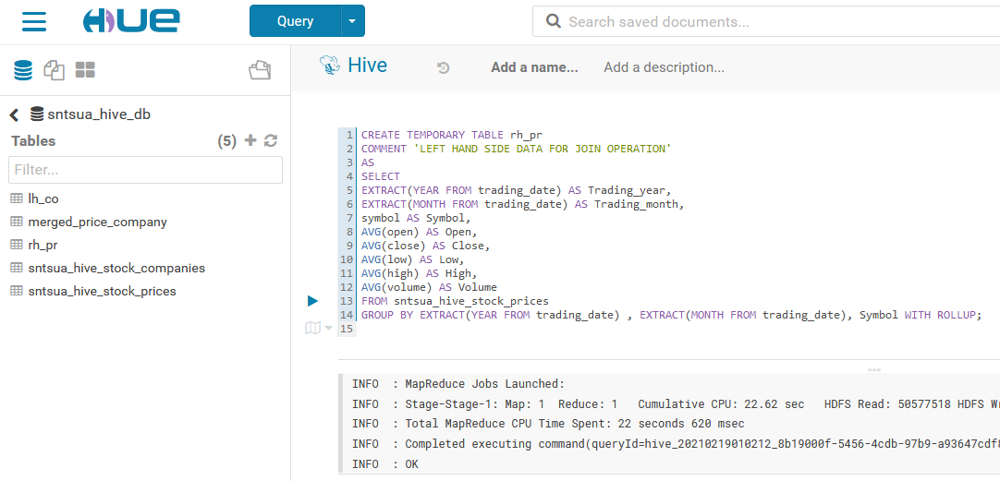 HUE
Query
Search saved documents...
Hive
Add a name...
Add a description...
sntsua_hive_db
Tables
(5)
Filter...
lh_co
merged_price_company
rh_pr
sntsua_hive_stock_companies
sntsua_hive_stock_prices
1 CREATE TEMPORARY TABLE rh_pr
2 COMMENT 'LEFT HAND SIDE DATA FOR JOIN OPERATION'
3 AS
4 SELECT
5 EXTRACT(YEAR FROM trading_date) AS Trading_year,
6 EXTRACT(MONTH FROM trading_date) AS Trading_month,
7 symbol AS Symbol,
8 AVG(open) AS Open,
9 AVG(close) AS Close,
10 AVG(low) AS Low,
11 AVG(high) AS High,
12 AVG(volume) AS Volume
13 FROM sntsua_hive_stock_prices
14 GROUP BY EXTRACT(YEAR FROM trading_date) , EXTRACT(MONTH FROM trading_date), Symbol WITH ROLLUP;
15
INFO : MapReduce Jobs Launched:
INFO : Stage-Stage-1: Map: 1 Reduce: 1 Cumulative CPU: 22.62 sec HDFS Read: 50577518 HDFS
INFO : Total MapReduce CPU Time Spent: 22 seconds 620 msec
INFO : Completed executing command(queryId=hive_20210219010212_8b19000f-5456-4cdb-97b9-a93647cdf8
INFO : OK